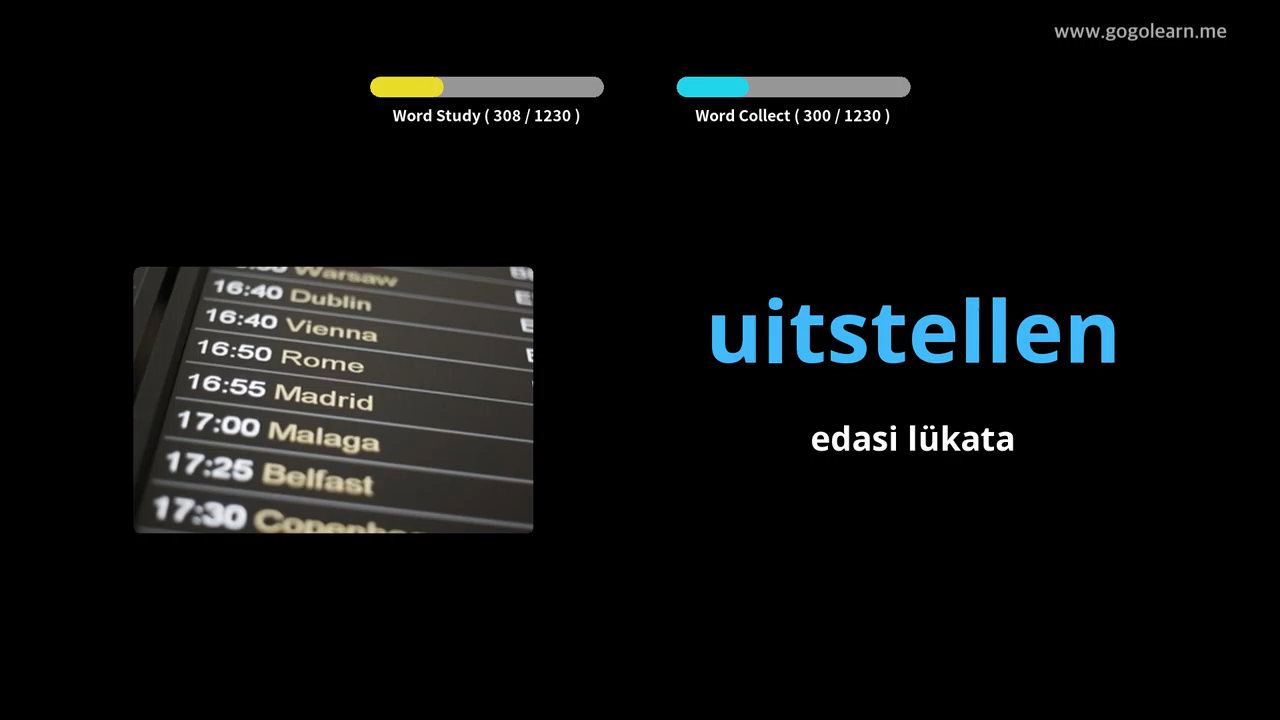 www.gogolearn.me
Word Study ( 308 / 1230 )
Word Collect ( 300 / 1230 )
Warsaw
16:40 Dublin
16:40 Vienna
16:50 Rome
16:55 Madrid
17:00 Malaga
17:25 Belfast
17:30
uitstellen
edasi lükata